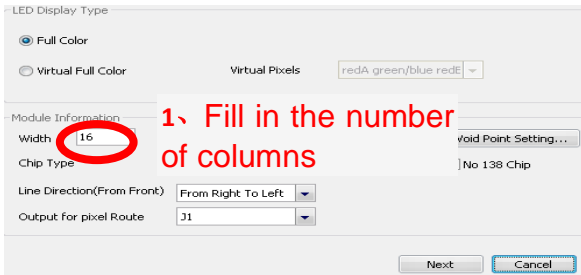 LED Display Type
Full Color
Virtual Full Color Virtual Pixels redA green/blue redB
Module Information
1、Fill in the number
Width 16 Void Point Setting...
of columns
Chip Type No 138 Chip
Line Direction(From Front) From Right To Left
Output for pixel Route J1
Next Cancel